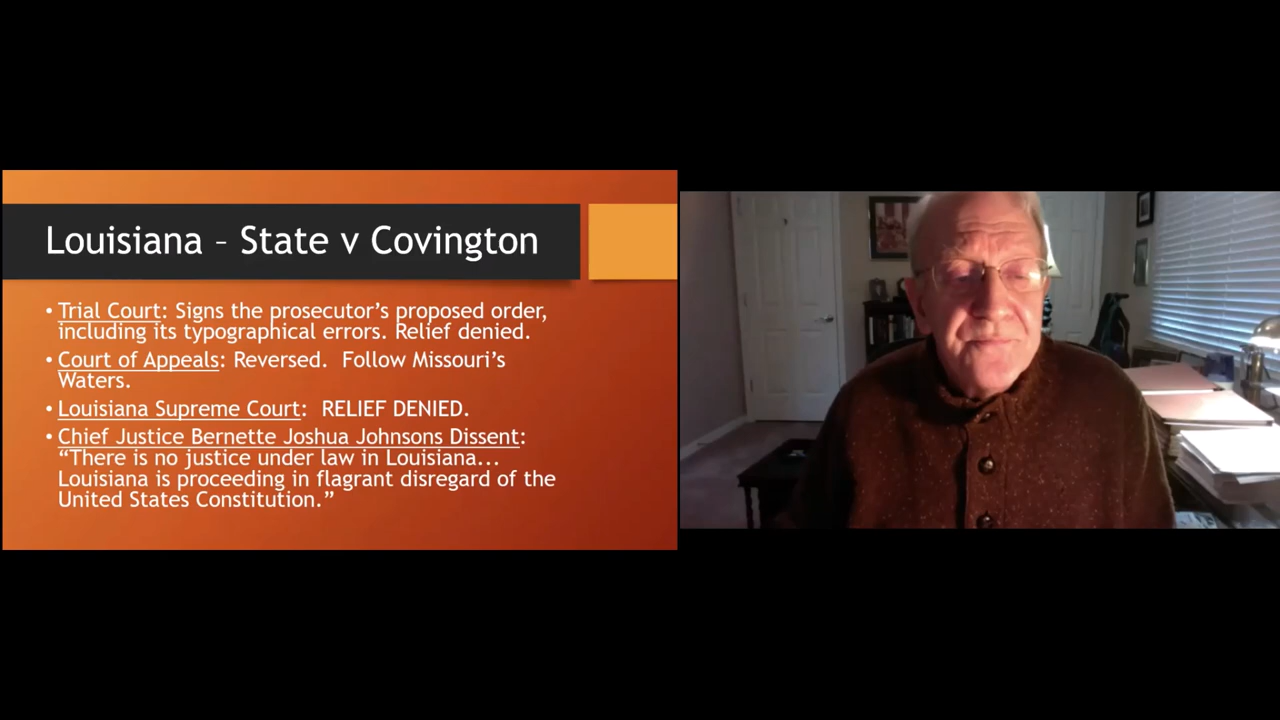 Louisiana – State v Covington
• Trial Court: Signs the prosecutor’s proposed order,
including its typographical errors. Relief denied.
• Court of Appeals: Reversed.  Follow Missouri’s
Waters.
• Louisiana Supreme Court:  RELIEF DENIED.
• Chief Justice Bernette Joshua Johnsons Dissent:
“There is no justice under law in Louisiana...
Louisiana is proceeding in flagrant disregard of the
United States Constitution.”